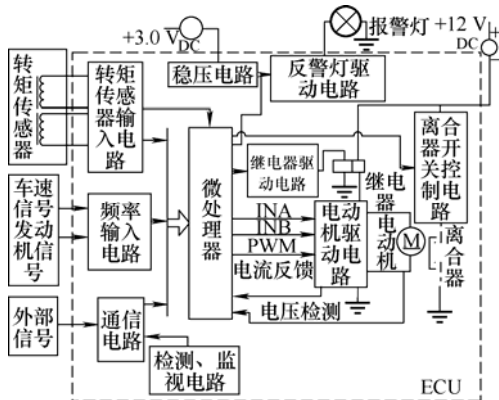 +3.0 V
DC
报警灯
+12 V
DC
转矩传感器
转矩传感器输入电路
稳压电路
反警灯驱动电路
离合器开关控制电路
车速信号
发动机信号
频率输入电路
微处理器
继电器驱动电路
继电器
INA
INB
PWM
电流反馈
电压检测
电动机驱动电路
电动机
M
离合器
外部信号
通信电路
检测、监视电路
ECU